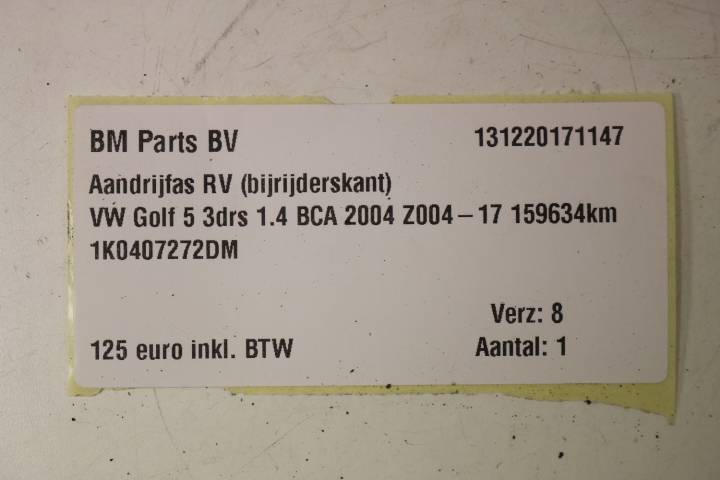 BM Parts BV 131220171147
Aandrijfas RV (bijrijderskant)
VW Golf 5 3drs 1.4 BCA 2004 Z004-17 159634km
1K0407272DM
Verz: 8
125 euro inkl. BTW Aantal: 1